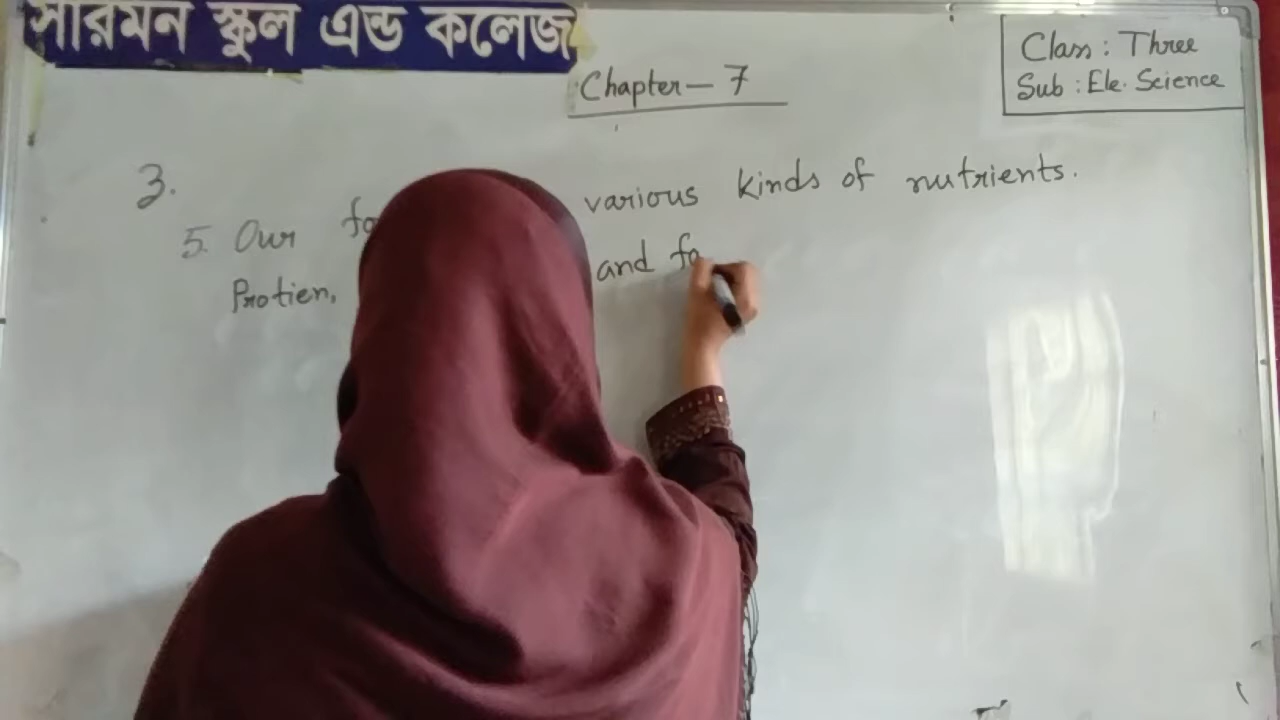 সারমন স্কুল এন্ড কলেজ
Chapter — 7
Class : Three
Sub : Ele. Science
3.
5. Our various kinds of nutrients.
Protien, and